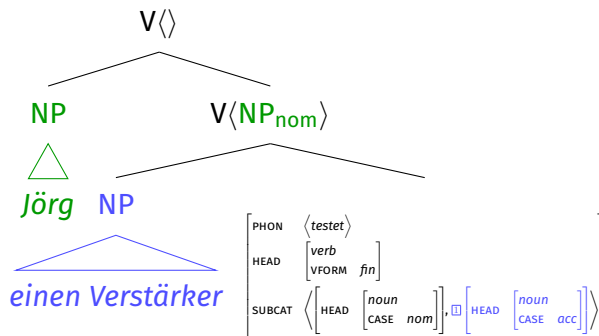 V⟨⟩
NP V⟨NP_nom⟩
Jörg NP
einen Verstärker
PHON ⟨testet⟩
HEAD [verb
VFORM fin]
SUBCAT ⟨[HEAD [noun
CASE nom]], 1 [HEAD [noun
CASE acc]]⟩